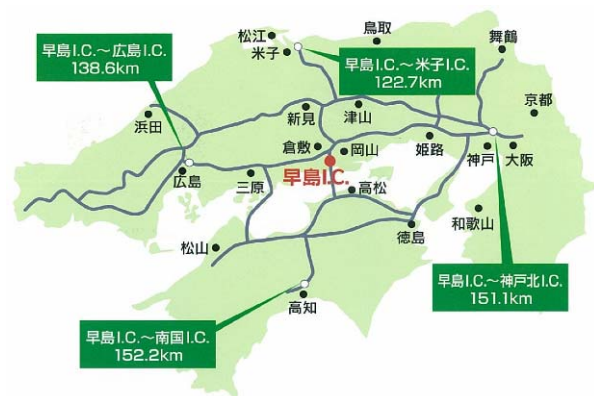 鳥取
松江
舞鶴
米子
早島I.C.〜広島I.C.
138.6km
早島I.C.〜米子I.C.
122.7km
京都
新見
津山
浜田
倉敷
岡山
姫路
神戸
大阪
広島
三原
早島I.C.
高松
和歌山
徳島
松山
早島I.C.〜神戸北I.C.
151.1km
高知
早島I.C.〜南国I.C.
152.2km